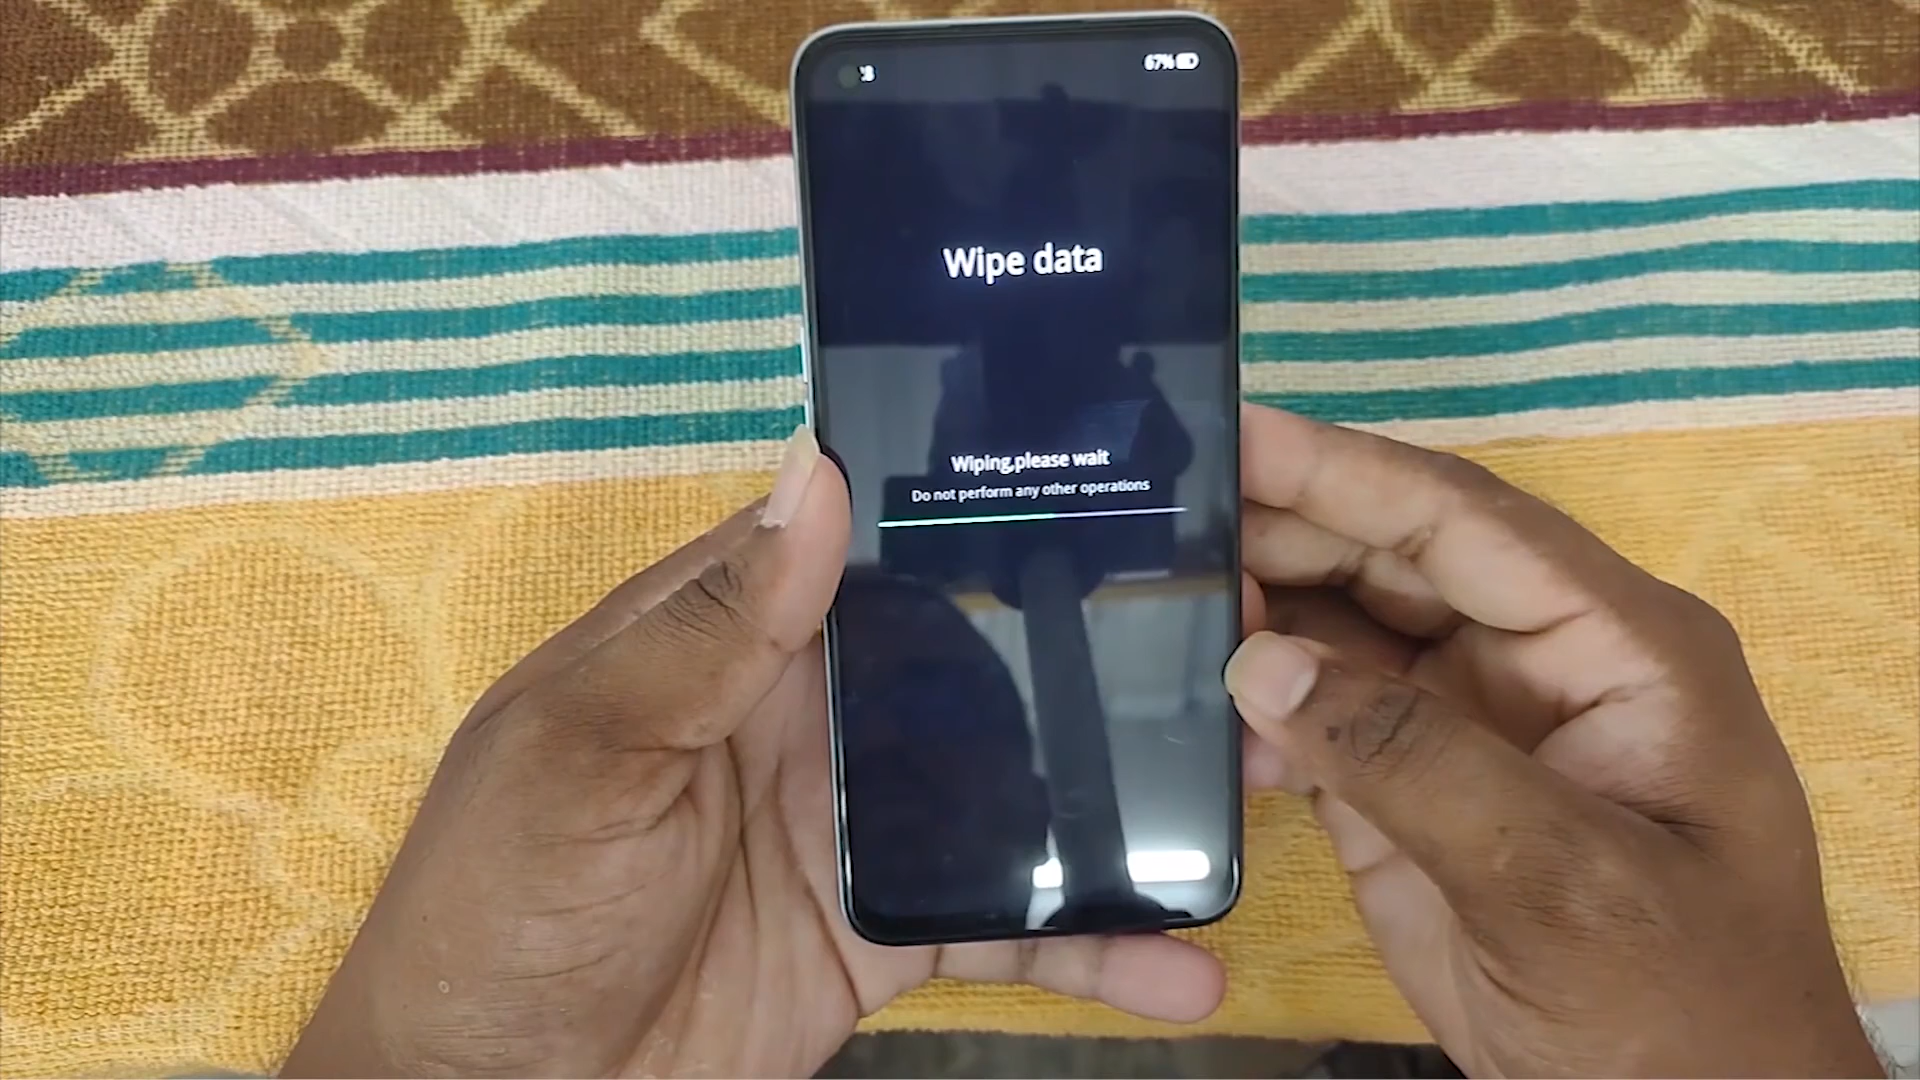 67%
Wipe data
Wiping,please wait
Do not perform any other operations